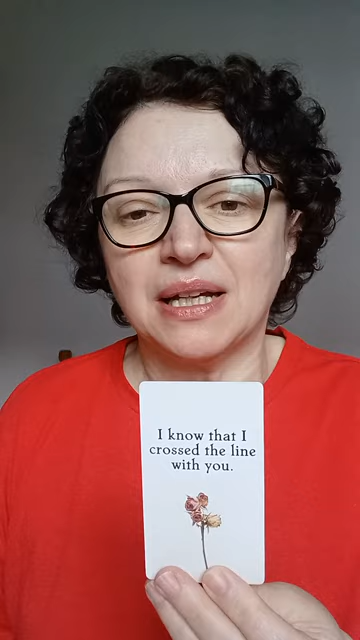 I know that I
crossed the line
with you.